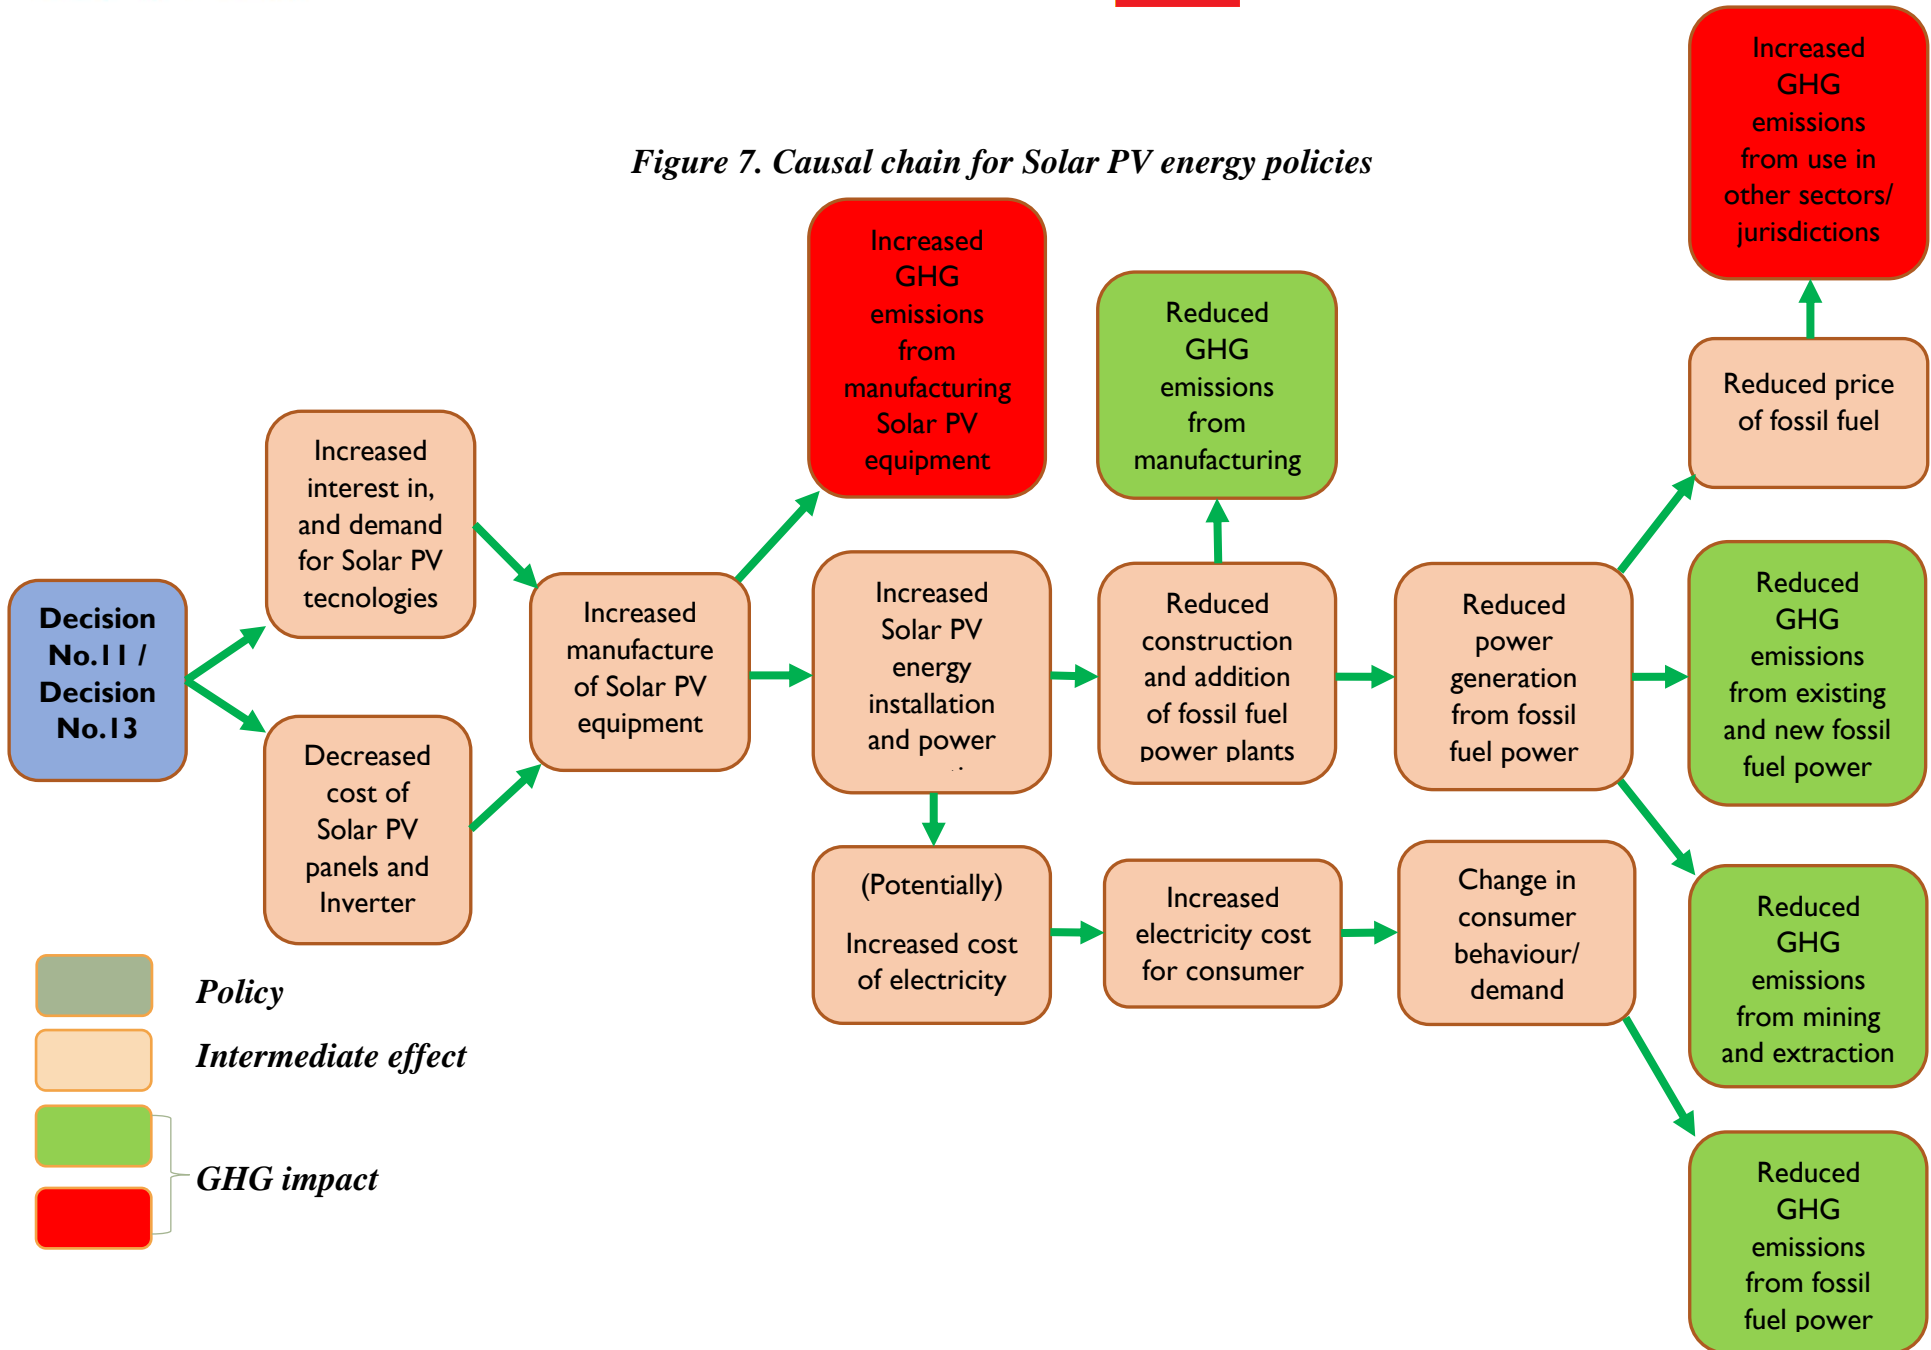 Figure 7. Causal chain for Solar PV energy policies
Decision
No.11 /
Decision
No.13
Increased
interest in,
and demand
for Solar PV
tecnologies
Decreased
cost of
Solar PV
panels and
Inverter
Increased
manufacture
of Solar PV
equipment
Increased
GHG
emissions
from
manufacturing
Solar PV
equipment
Increased
Solar PV
energy
installation
and power
(Potentially)
Increased cost
of electricity
Reduced
GHG
emissions
from
manufacturing
Reduced
construction
and addition
of fossil fuel
power plants
Increased
electricity cost
for consumer
Reduced
power
generation
from fossil
fuel power
Change in
consumer
behaviour/
demand
Increased
GHG
emissions
from use in
other sectors/
jurisdictions
Reduced price
of fossil fuel
Reduced
GHG
emissions
from existing
and new fossil
fuel power
Reduced
GHG
emissions
from mining
and extraction
Reduced
GHG
emissions
from fossil
fuel power
Policy
Intermediate effect
GHG impact